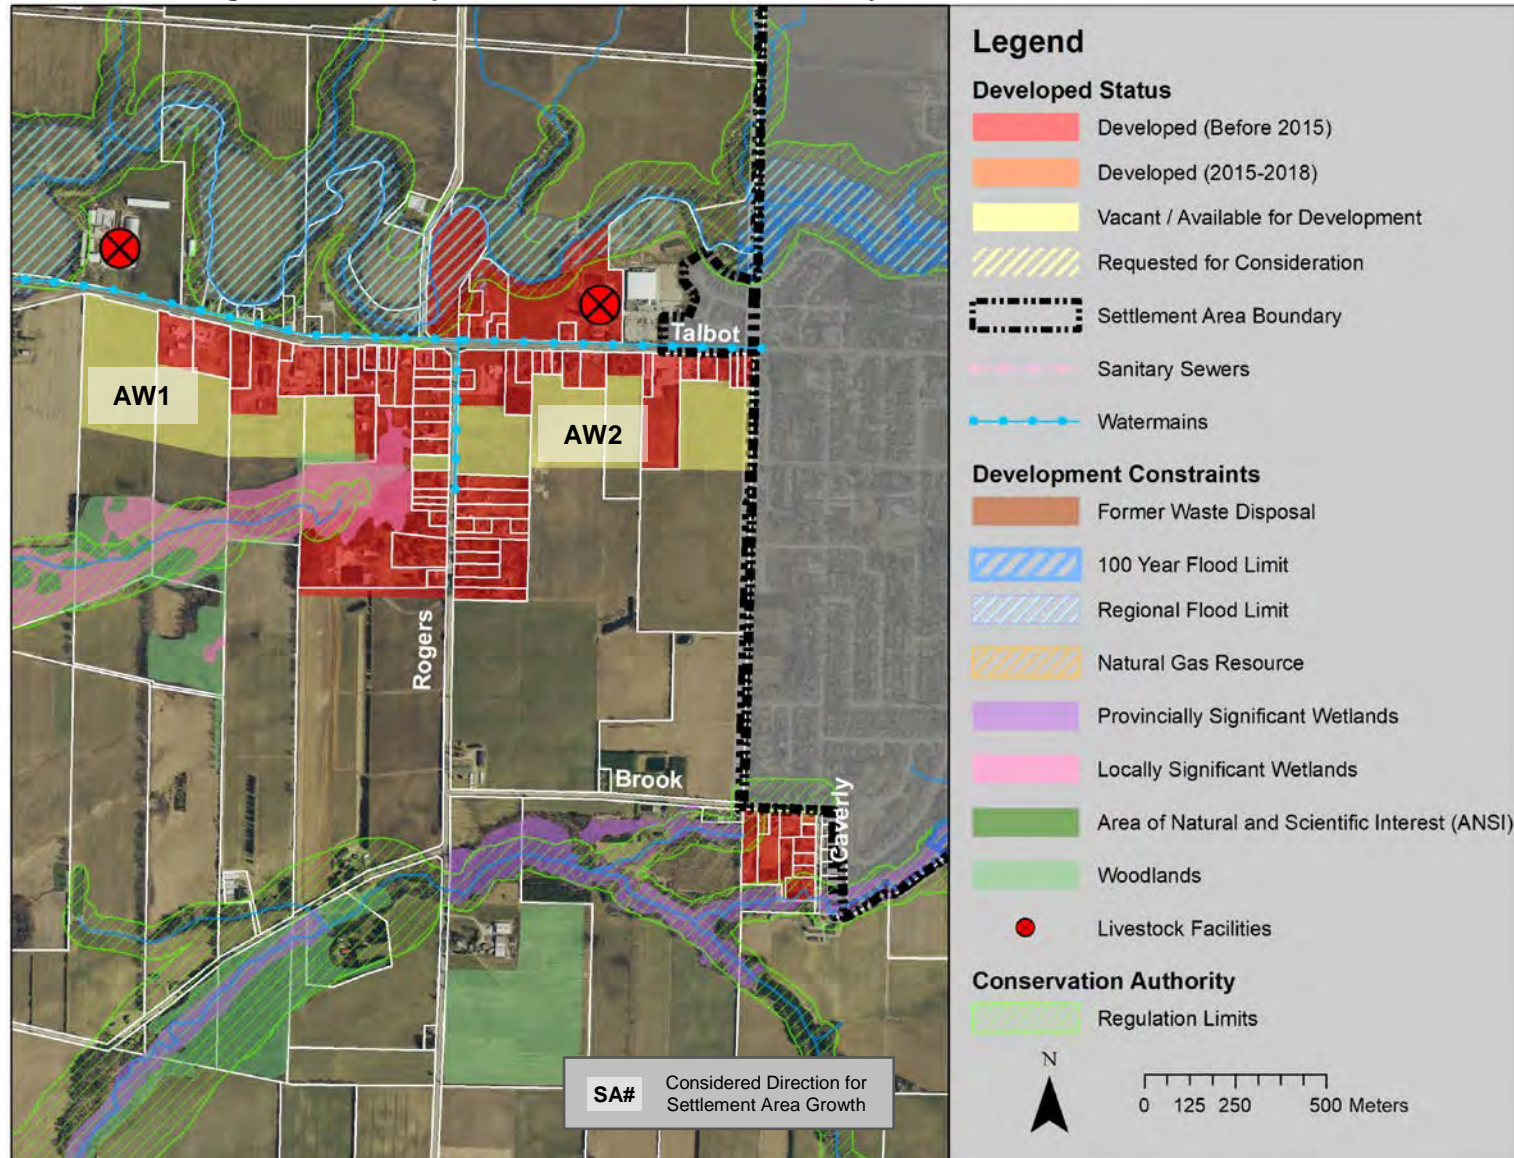 Talbot
AW1
AW2
Rogers
Brook
Caverly
SA#
Considered Direction for
Settlement Area Growth
Legend
Developed Status
Developed (Before 2015)
Developed (2015-2018)
Vacant / Available for Development
Requested for Consideration
Settlement Area Boundary
Sanitary Sewers
Watermains
Development Constraints
Former Waste Disposal
100 Year Flood Limit
Regional Flood Limit
Natural Gas Resource
Provincially Significant Wetlands
Locally Significant Wetlands
Area of Natural and Scientific Interest (ANSI)
Woodlands
Livestock Facilities
Conservation Authority
Regulation Limits
N
0 125 250 500 Meters